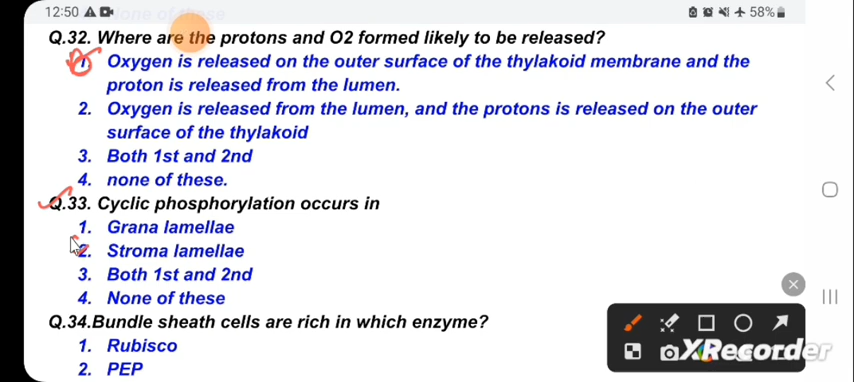 12:50
58%
none of these
Q.32. Where are the protons and O2 formed likely to be released?
1. Oxygen is released on the outer surface of the thylakoid membrane and the
proton is released from the lumen.
2. Oxygen is released from the lumen, and the protons is released on the outer
surface of the thylakoid
3. Both 1st and 2nd
4. none of these.
Q.33. Cyclic phosphorylation occurs in
1. Grana lamellae
2. Stroma lamellae
3. Both 1st and 2nd
4. None of these
Q.34.Bundle sheath cells are rich in which enzyme?
1. Rubisco
2. PEP
XRecorder